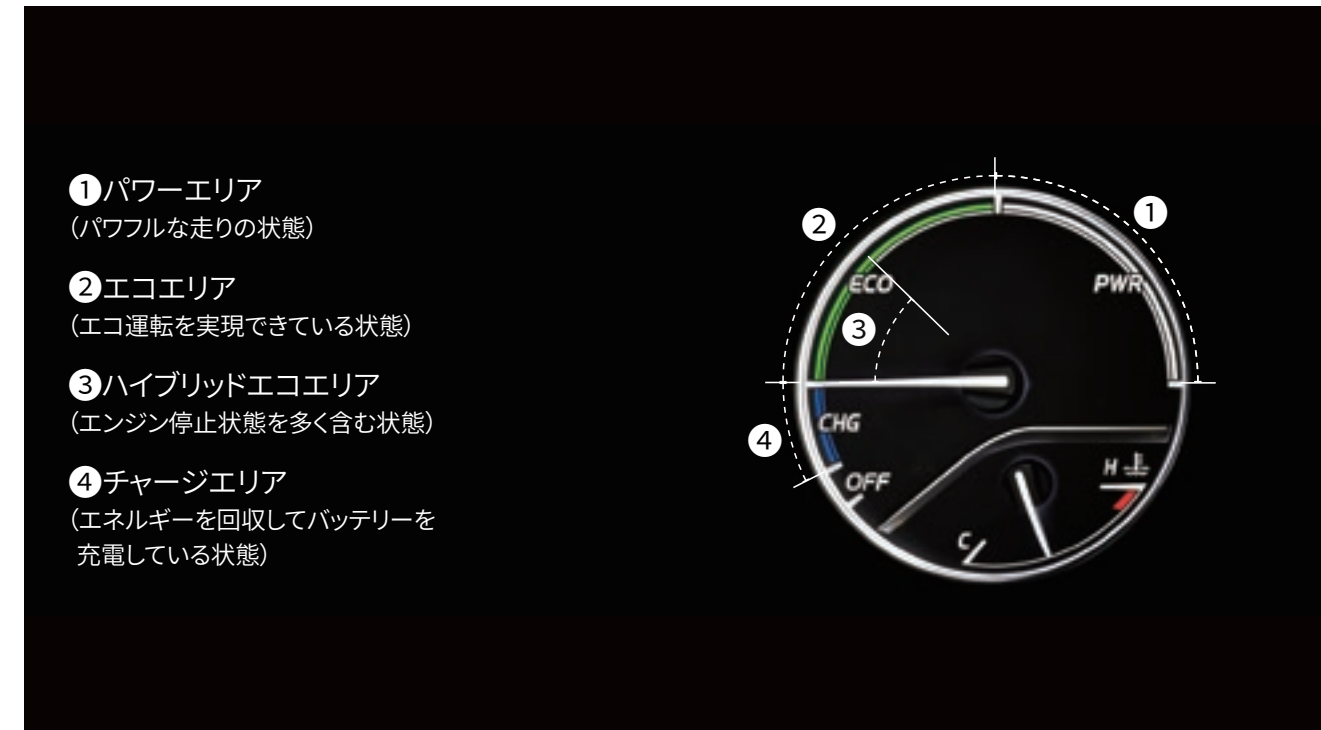 ❶パワーエリア
（パワフルな走りの状態）
❷エコエリア
（エコ運転を実現できている状態）
❸ハイブリッドエコエリア
（エンジン停止状態を多く含む状態）
❹チャージエリア
（エネルギーを回収してバッテリーを
充電している状態）
❶
❷
ECO
PWR
❸
CHG
❹
OFF
H
C